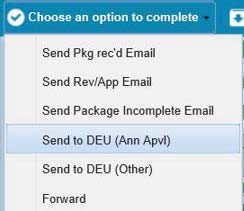 Choose an option to complete
Send Pkg rec'd Email
Send Rev/App Email
Send Package Incomplete Email
Send to DEU (Ann Apvl)
Send to DEU (Other)
Forward